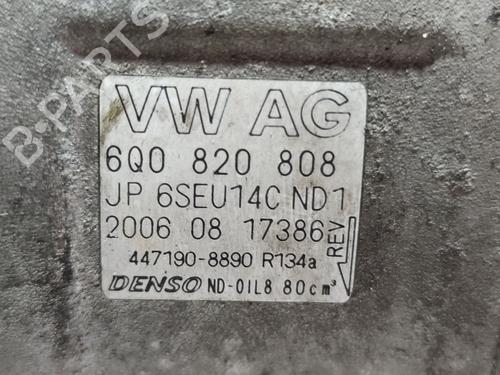 B-PARTS
VW AG
6Q0 820 808
JP 6SEU14C ND1
2006 08 17386
REV
447190-8890 R134a
DENSO ND-OIL8 80cm³